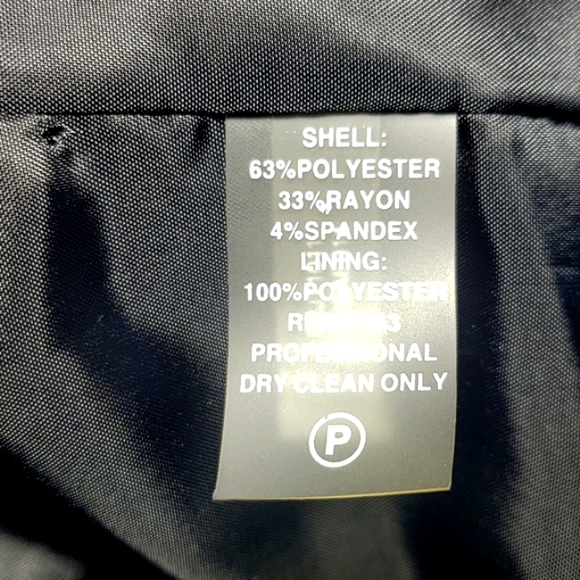 SHELL:
63%POLYESTER
33%RAYON
4%SPANDEX
LINING:
100%POLYESTER
PROFESSIONAL
DRY CLEAN ONLY
P